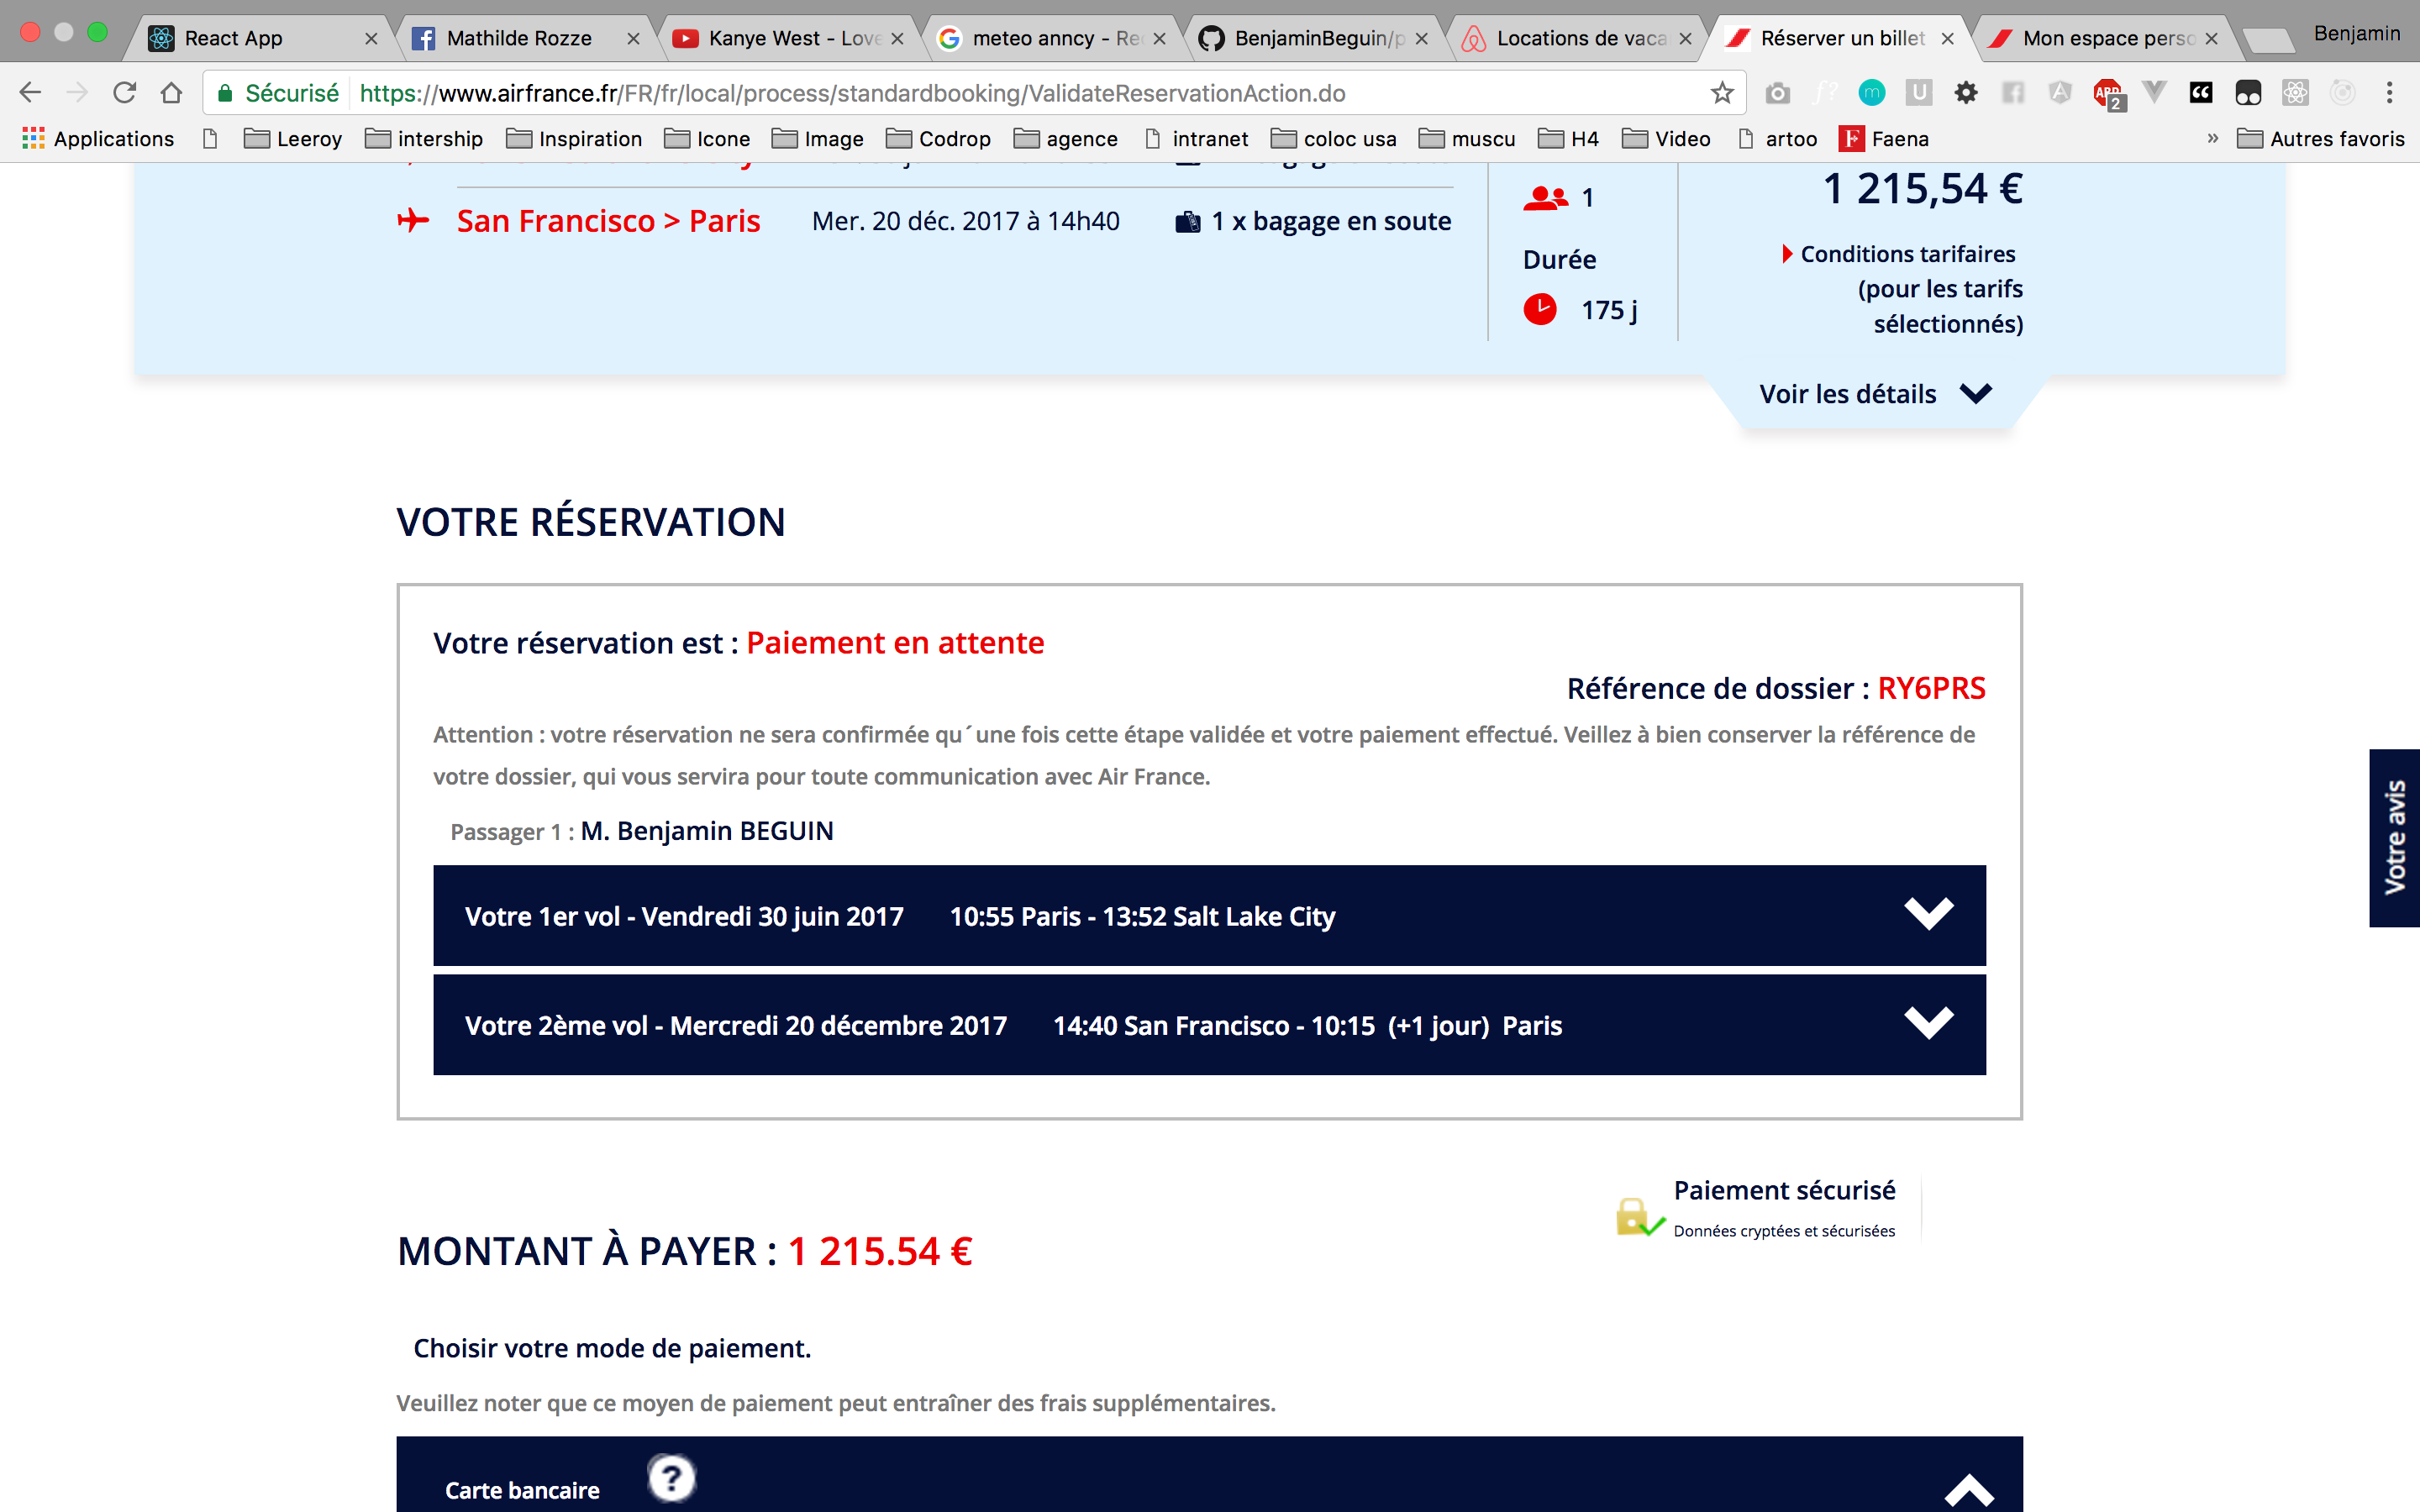 React App
Mathilde Rozze
Kanye West - Love
meteo anncy - Re
BenjaminBeguin/p
Locations de vaca
Réserver un billet
Mon espace perso
Benjamin
Sécurisé
https://www.airfrance.fr/FR/fr/local/process/standardbooking/ValidateReservationAction.do
Applications
Leeroy
intership
Inspiration
Icone
Image
Codrop
agence
intranet
coloc usa
muscu
H4
Video
artoo
Faena
» Autres favoris
San Francisco > Paris
Mer. 20 déc. 2017 à 14h40
1 x bagage en soute
1
Durée
175 j
1 215,54 €
Conditions tarifaires
(pour les tarifs
sélectionnés)
Voir les détails
VOTRE RÉSERVATION
Votre réservation est : Paiement en attente
Référence de dossier : RY6PRS
Attention : votre réservation ne sera confirmée qu´une fois cette étape validée et votre paiement effectué. Veillez à bien conserver la référence de
votre dossier, qui vous servira pour toute communication avec Air France.
Passager 1 : M. Benjamin BEGUIN
Votre 1er vol - Vendredi 30 juin 2017 10:55 Paris - 13:52 Salt Lake City
Votre 2ème vol - Mercredi 20 décembre 2017 14:40 San Francisco - 10:15 (+1 jour) Paris
Votre avis
Paiement sécurisé
Données cryptées et sécurisées
MONTANT À PAYER : 1 215.54 €
Choisir votre mode de paiement.
Veuillez noter que ce moyen de paiement peut entraîner des frais supplémentaires.
Carte bancaire ?